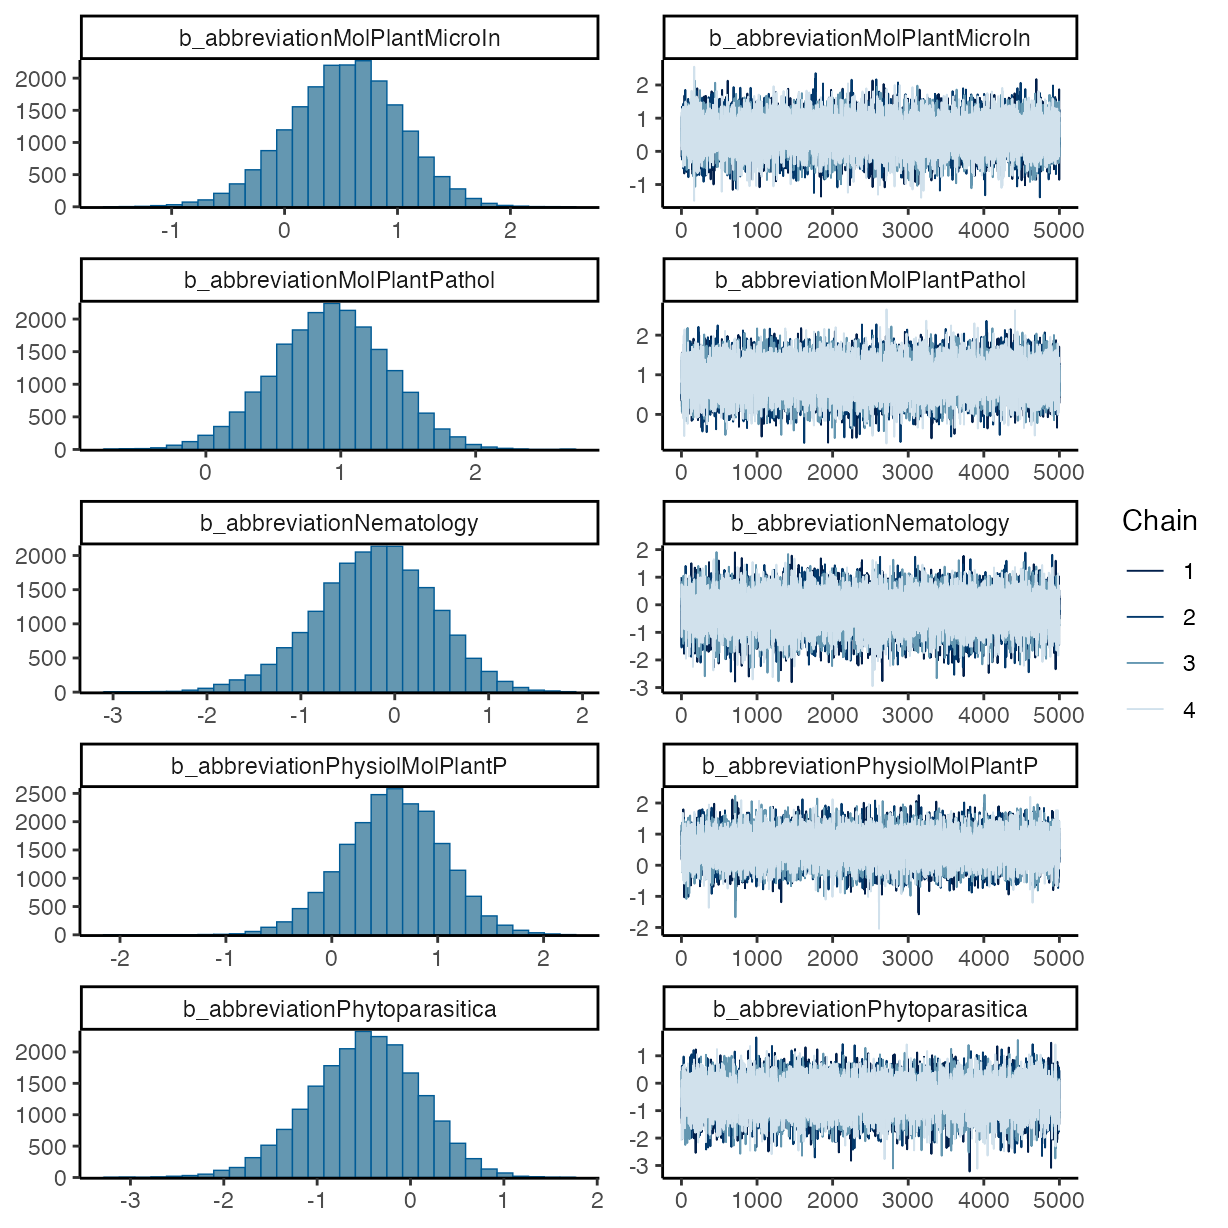 b_abbreviationMolPlantMicroIn
2000
1500
1000
500
0
-1 0 1 2
b_abbreviationMolPlantMicroIn
2
1
0
-1
0 1000 2000 3000 4000 5000
b_abbreviationMolPlantPathol
2000
1500
1000
500
0
0 1 2
b_abbreviationMolPlantPathol
2
1
0
0 1000 2000 3000 4000 5000
b_abbreviationNematology
2000
1500
1000
500
0
-3 -2 -1 0 1 2
b_abbreviationNematology
2
1
0
-1
-2
-3
0 1000 2000 3000 4000 5000
b_abbreviationPhysiolMolPlantP
2500
2000
1500
1000
500
0
-2 -1 0 1 2
b_abbreviationPhysiolMolPlantP
2
1
0
-1
-2
0 1000 2000 3000 4000 5000
b_abbreviationPhytoparasitica
2000
1500
1000
500
0
-3 -2 -1 0 1 2
b_abbreviationPhytoparasitica
1
0
-1
-2
-3
0 1000 2000 3000 4000 5000
Chain
1
2
3
4